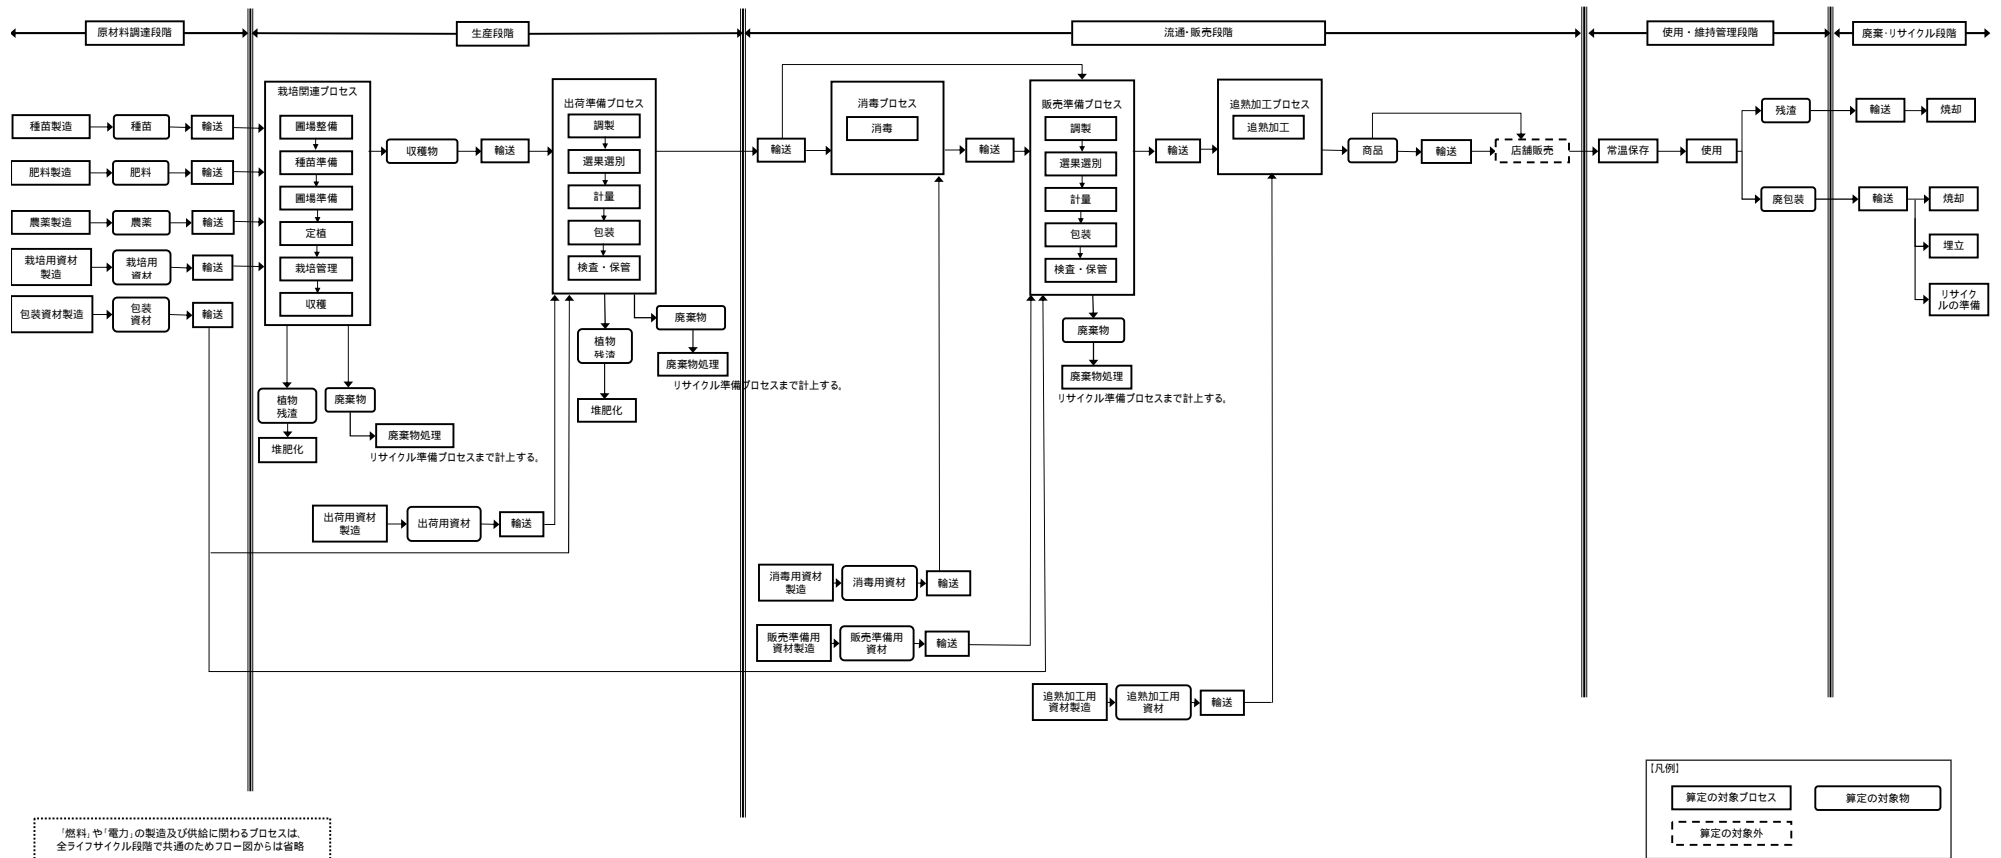 原材料調達段階
生産段階
流通・販売段階
使用・維持管理段階
廃棄・リサイクル段階
種苗製造
種苗
輸送
肥料製造
肥料
輸送
農薬製造
農薬
輸送
栽培用資材
製造
栽培用
資材
輸送
包装資材製造
包装
資材
輸送
栽培関連プロセス
圃場整備
種苗準備
圃場準備
定植
栽培管理
収穫
植物
残渣
堆肥化
廃棄物
廃棄物処理
リサイクル準備プロセスまで計上する。
収穫物
輸送
出荷準備プロセス
調製
選果選別
計量
包装
検査・保管
植物
残渣
堆肥化
廃棄物
廃棄物処理
リサイクル準備プロセスまで計上する。
出荷用資材
製造
出荷用資材
輸送
輸送
消毒プロセス
消毒
輸送
販売準備プロセス
調製
選果選別
計量
包装
検査・保管
廃棄物
廃棄物処理
リサイクル準備プロセスまで計上する。
輸送
追熟加工プロセス
追熟加工
商品
輸送
店舗販売
消毒用資材
製造
消毒用資材
輸送
販売準備用
資材製造
販売準備用
資材
輸送
追熟加工用
資材製造
追熟加工用
資材
輸送
常温保存
使用
残渣
輸送
焼却
廃包装
輸送
焼却
埋立
リサイク
ルの準備
【凡例】
算定の対象プロセス
算定の対象物
算定の対象外
「燃料」や「電力」の製造及び供給に関わるプロセスは、
全ライフサイクル段階で共通のためフロー図からは省略